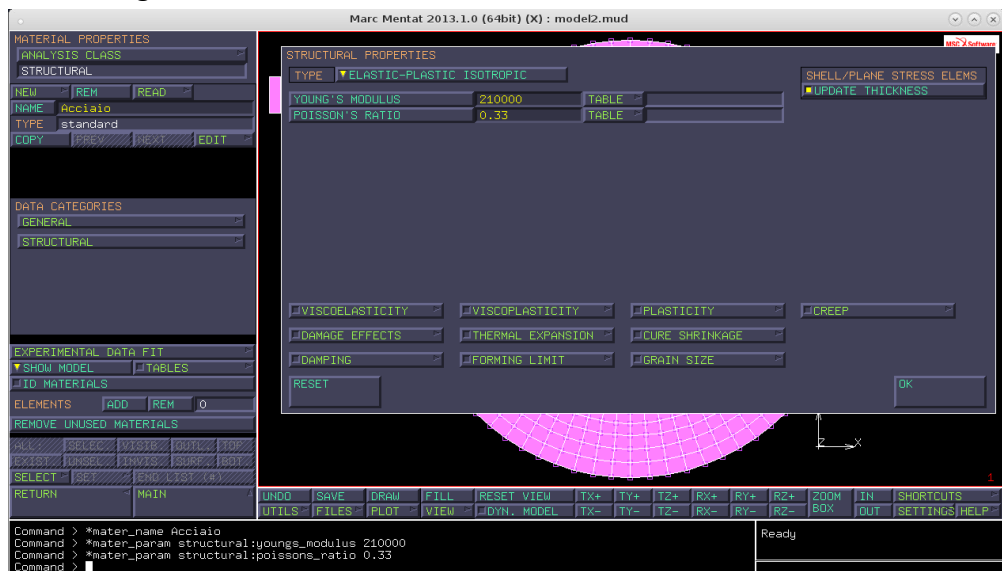 Marc Mentat 2013.1.0 (64bit) (X) : model2.mud
MATERIAL PROPERTIES
ANALYSIS CLASS
STRUCTURAL
NEW REM READ
NAME Acciaio
TYPE standard
COPY PREV NEXT EDIT
DATA CATEGORIES
GENERAL
STRUCTURAL
EXPERIMENTAL DATA FIT
SHOW MODEL TABLES
ID MATERIALS
ELEMENTS ADD REM 0
REMOVE UNUSED MATERIALS
ALL: SELEC. VISIB. OUTL. TOP
EXIST. UNSEL. INVIS. SURF. BOT.
SELECT SET END LIST (#)
RETURN MAIN
MSC Software
STRUCTURAL PROPERTIES
TYPE ELASTIC-PLASTIC ISOTROPIC
SHELL/PLANE STRESS ELEMS
UPDATE THICKNESS
YOUNG'S MODULUS 210000 TABLE
POISSON'S RATIO 0.33 TABLE
VISCOELASTICITY VISCOPLASTICITY PLASTICITY CREEP
DAMAGE EFFECTS THERMAL EXPANSION CURE SHRINKAGE
DAMPING FORMING LIMIT GRAIN SIZE
RESET OK
Z X
1
UNDO SAVE DRAW FILL RESET VIEW TX+ TY+ TZ+ RX+ RY+ RZ+ ZOOM BOX IN SHORTCUTS
UTILS FILES PLOT VIEW DYN. MODEL TX- TY- TZ- RX- RY- RZ- OUT SETTINGS HELP
Command > *mater_name Acciaio
Command > *mater_param structural:youngs_modulus 210000
Command > *mater_param structural:poissons_ratio 0.33
Command >
Ready